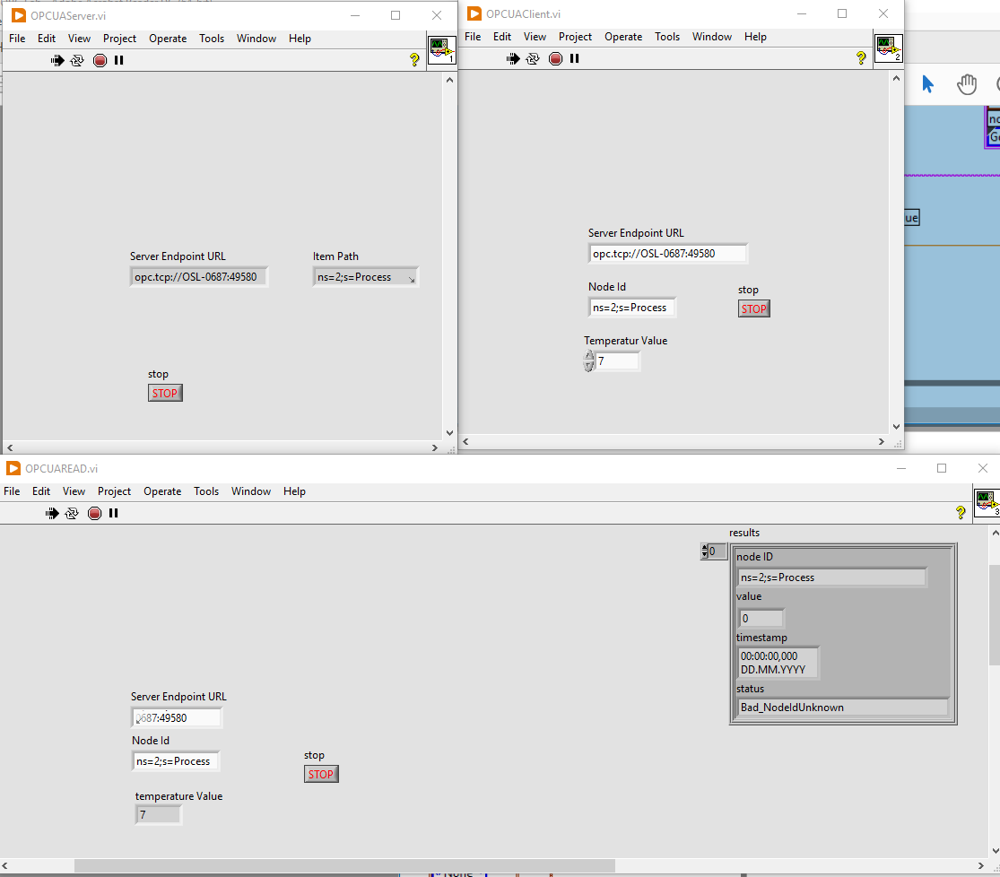 OPCUAServer.vi
File Edit View Project Operate Tools Window Help
1
Server Endpoint URL
opc.tcp://OSL-0687:49580
Item Path
ns=2;s=Process
stop
STOP
OPCUAClient.vi
File Edit View Project Operate Tools Window Help
2
Server Endpoint URL
opc.tcp://OSL-0687:49580
Node Id
ns=2;s=Process
stop
STOP
Temperatur Value
7
OPCUAREAD.vi
File Edit View Project Operate Tools Window Help
3
results
0
node ID
ns=2;s=Process
value
0
timestamp
00:00:00,000
DD.MM.YYYY
status
Bad_NodeIdUnknown
Server Endpoint URL
0687:49580
Node Id
ns=2;s=Process
stop
STOP
temperature Value
7